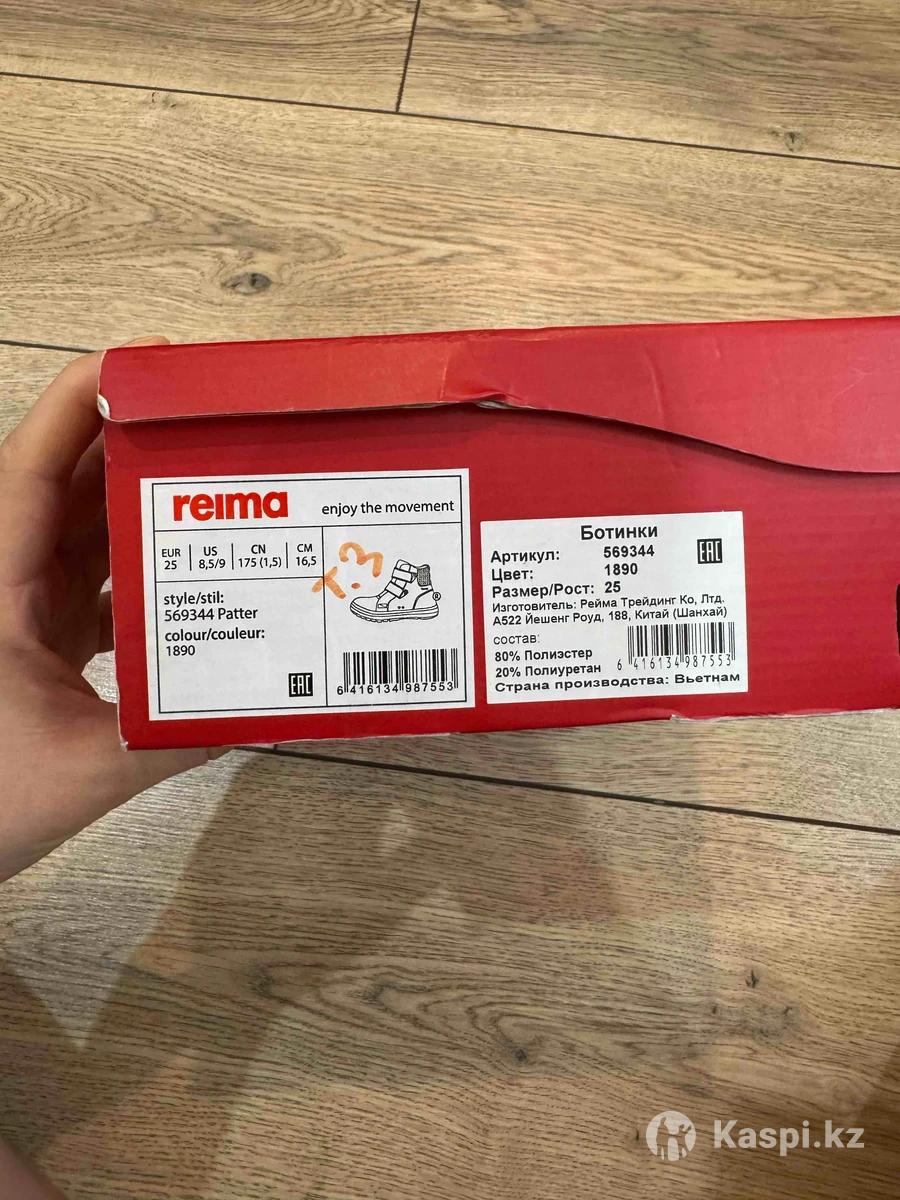 reima
enjoy the movement
EUR US CN CM
25 8,5/9 175 (1,5) 16,5
T.3
style/stil:
569344 Patter
colour/couleur:
1890
EAC
6 416134 987553
Ботинки
Артикул: 569344
Цвет: 1890
Размер/Рост: 25
EAC
Изготовитель: Рейма Трейдинг Ко, Лтд.
А522 Йешенг Роуд, 188, Китай (Шанхай)
состав:
80% Полиэстер
20% Полиуретан
6 416134 987553
Страна производства: Вьетнам
Kaspi.kz